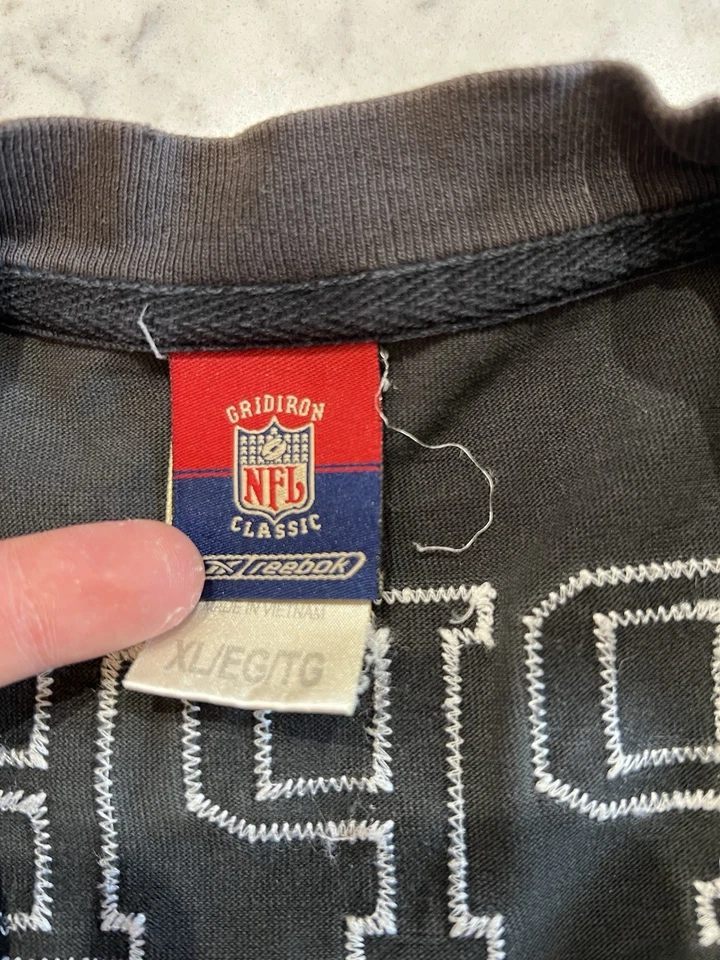 GRIDIRON
NFL
CLASSIC
reebok
MADE IN VIETNAM
XL/EG/TG